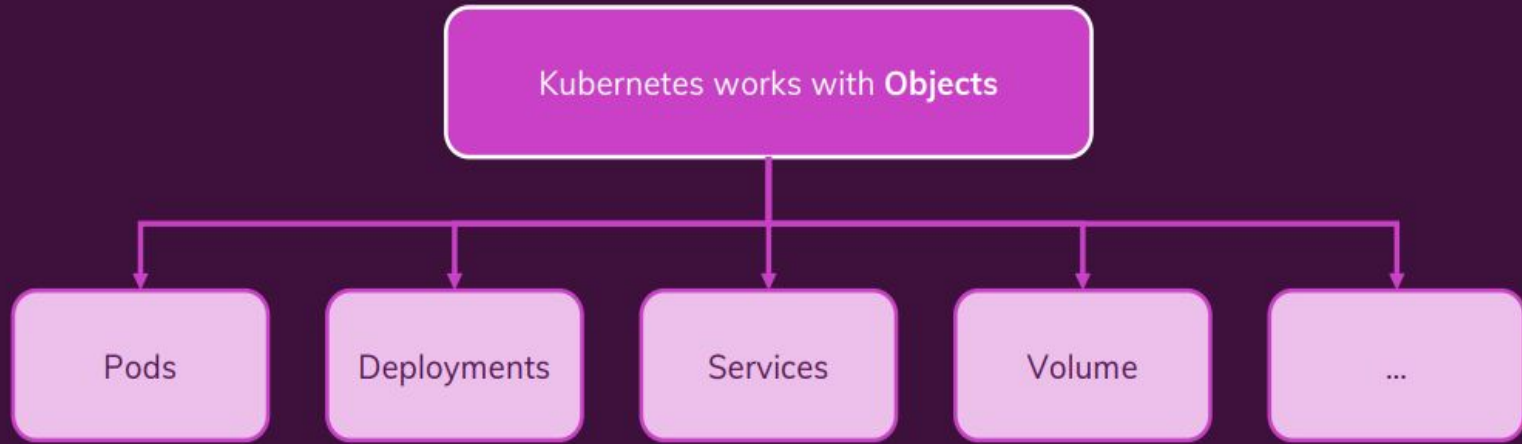 Kubernetes works with Objects
Pods
Deployments
Services
Volume
...